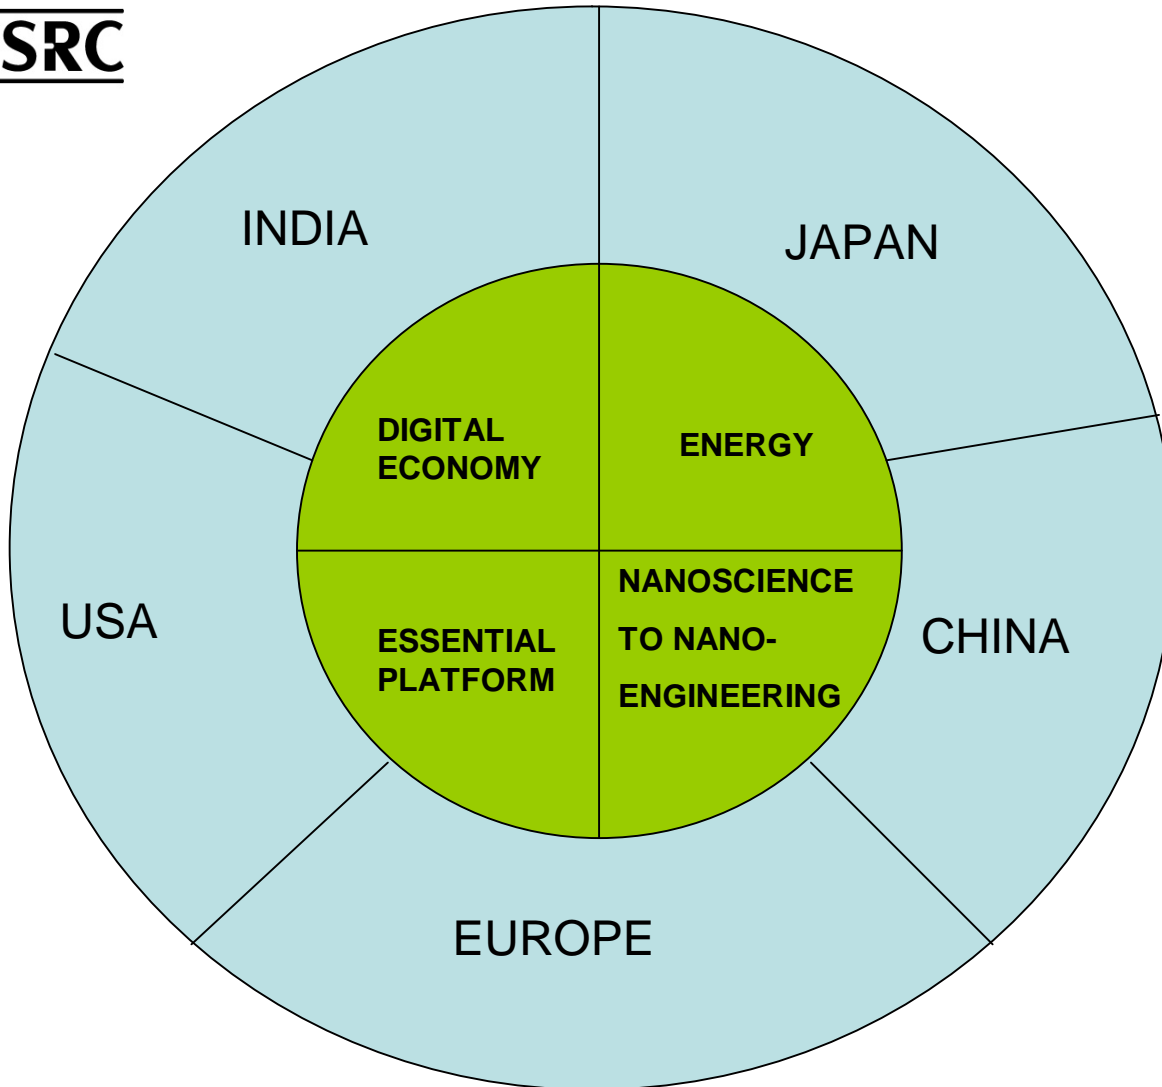 SRC
INDIA
JAPAN
DIGITAL
ECONOMY
ENERGY
USA
ESSENTIAL
PLATFORM
NANOSCIENCE
TO NANO-
ENGINEERING
CHINA
EUROPE